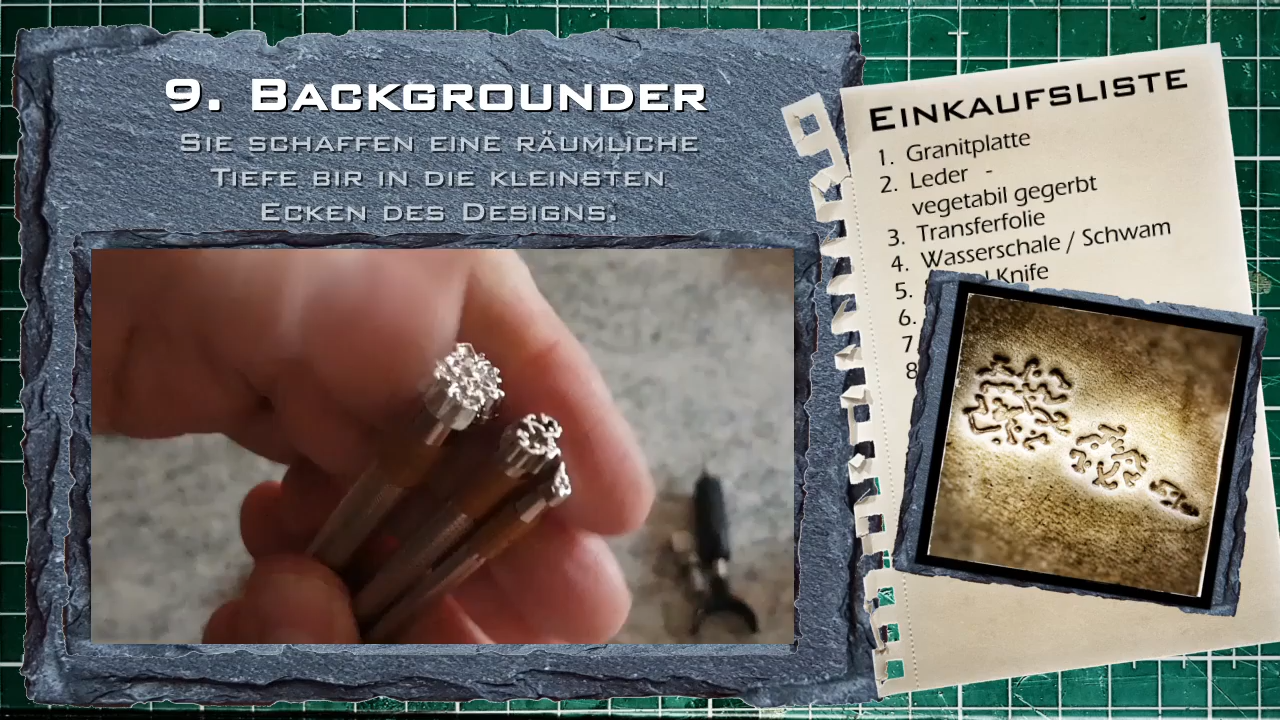 9. Backgrounder
Sie schaffen eine räumliche
Tiefe bir in die kleinsten
Ecken des Designs.
Einkaufsliste
1. Granitplatte
2. Leder -
vegetabil gegerbt
3. Transferfolie
4. Wasserschale / Schwam
5. Knife
6.
7
8